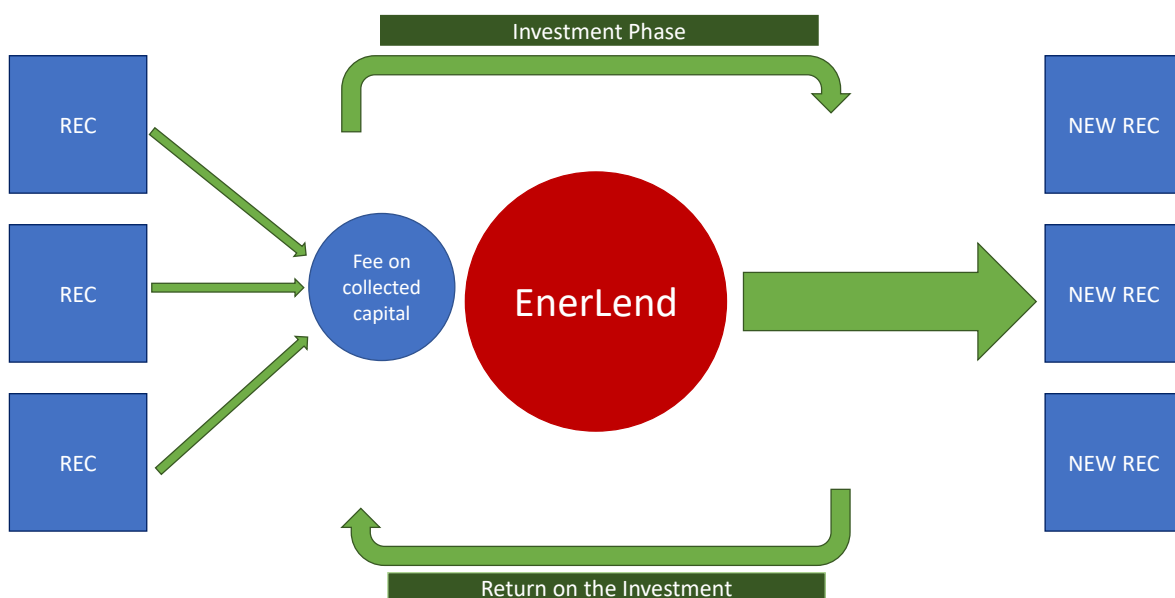 Investment Phase
REC
NEW REC
REC
Fee on
collected
capital
EnerLend
NEW REC
REC
NEW REC
Return on the Investment